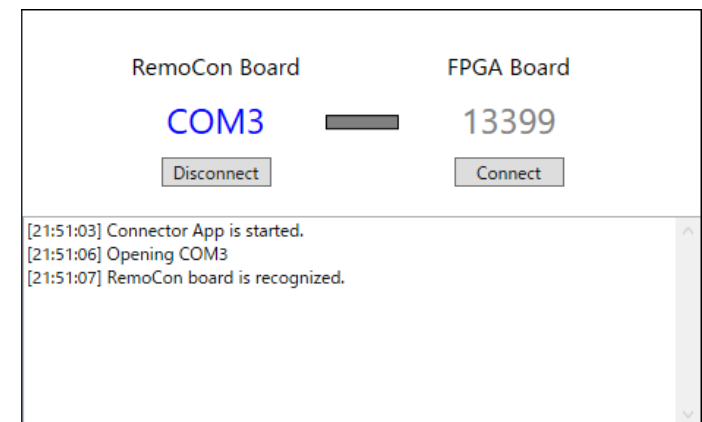 RemoCon Board FPGA Board
COM3 13399
Disconnect Connect
[21:51:03] Connector App is started.
[21:51:06] Opening COM3
[21:51:07] RemoCon board is recognized.